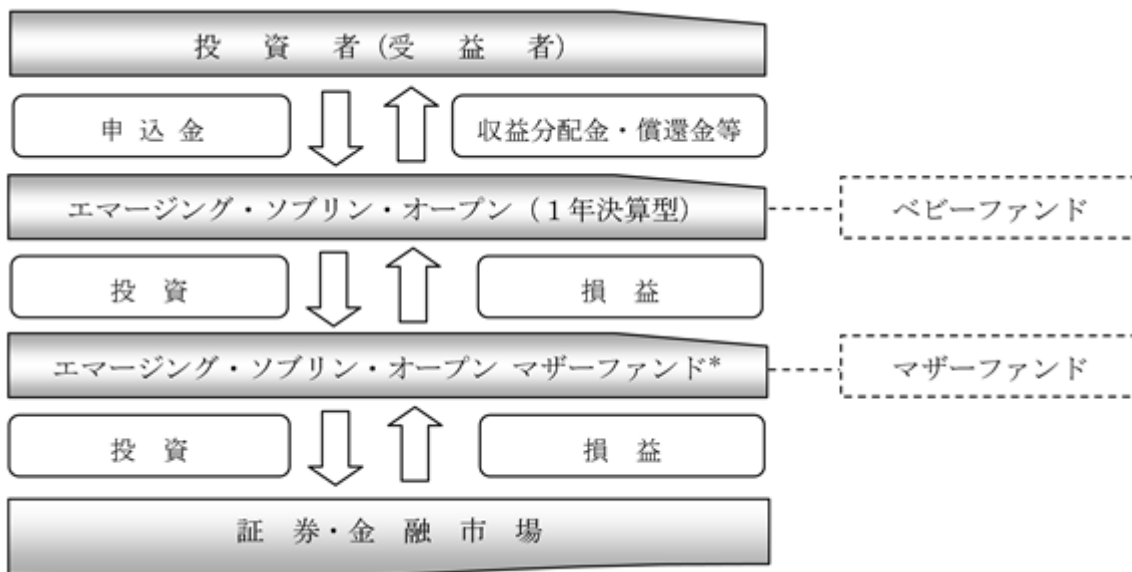 投 資 者(受 益 者)
申 込 金
収益分配金・償還金等
エマージング・ソブリン・オープン(1年決算型)
ベビーファンド
投 資
損 益
エマージング・ソブリン・オープン マザーファンド*
マザーファンド
投 資
損 益
証 券・金 融 市 場